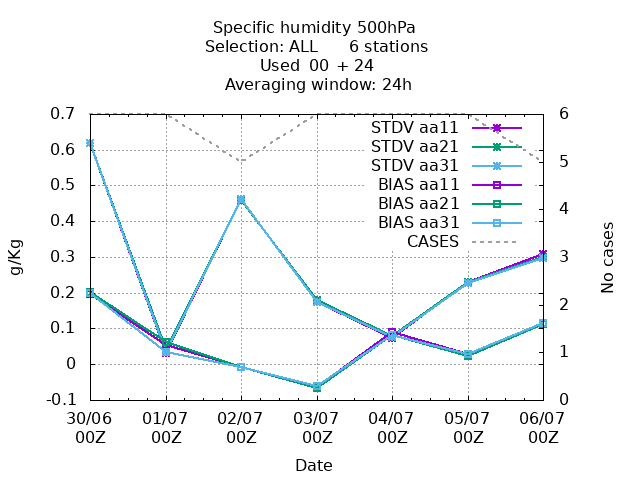 Specific humidity 500hPa
Selection: ALL 6 stations
Used 00 + 24
Averaging window: 24h
0.7
0.6
0.5
0.4
0.3
0.2
0.1
0
-0.1
g/Kg
6
5
4
3
2
1
0
No cases
STDV aa11
STDV aa21
STDV aa31
BIAS aa11
BIAS aa21
BIAS aa31
CASES
30/06 01/07 02/07 03/07 04/07 05/07 06/07
00Z 00Z 00Z 00Z 00Z 00Z 00Z
Date